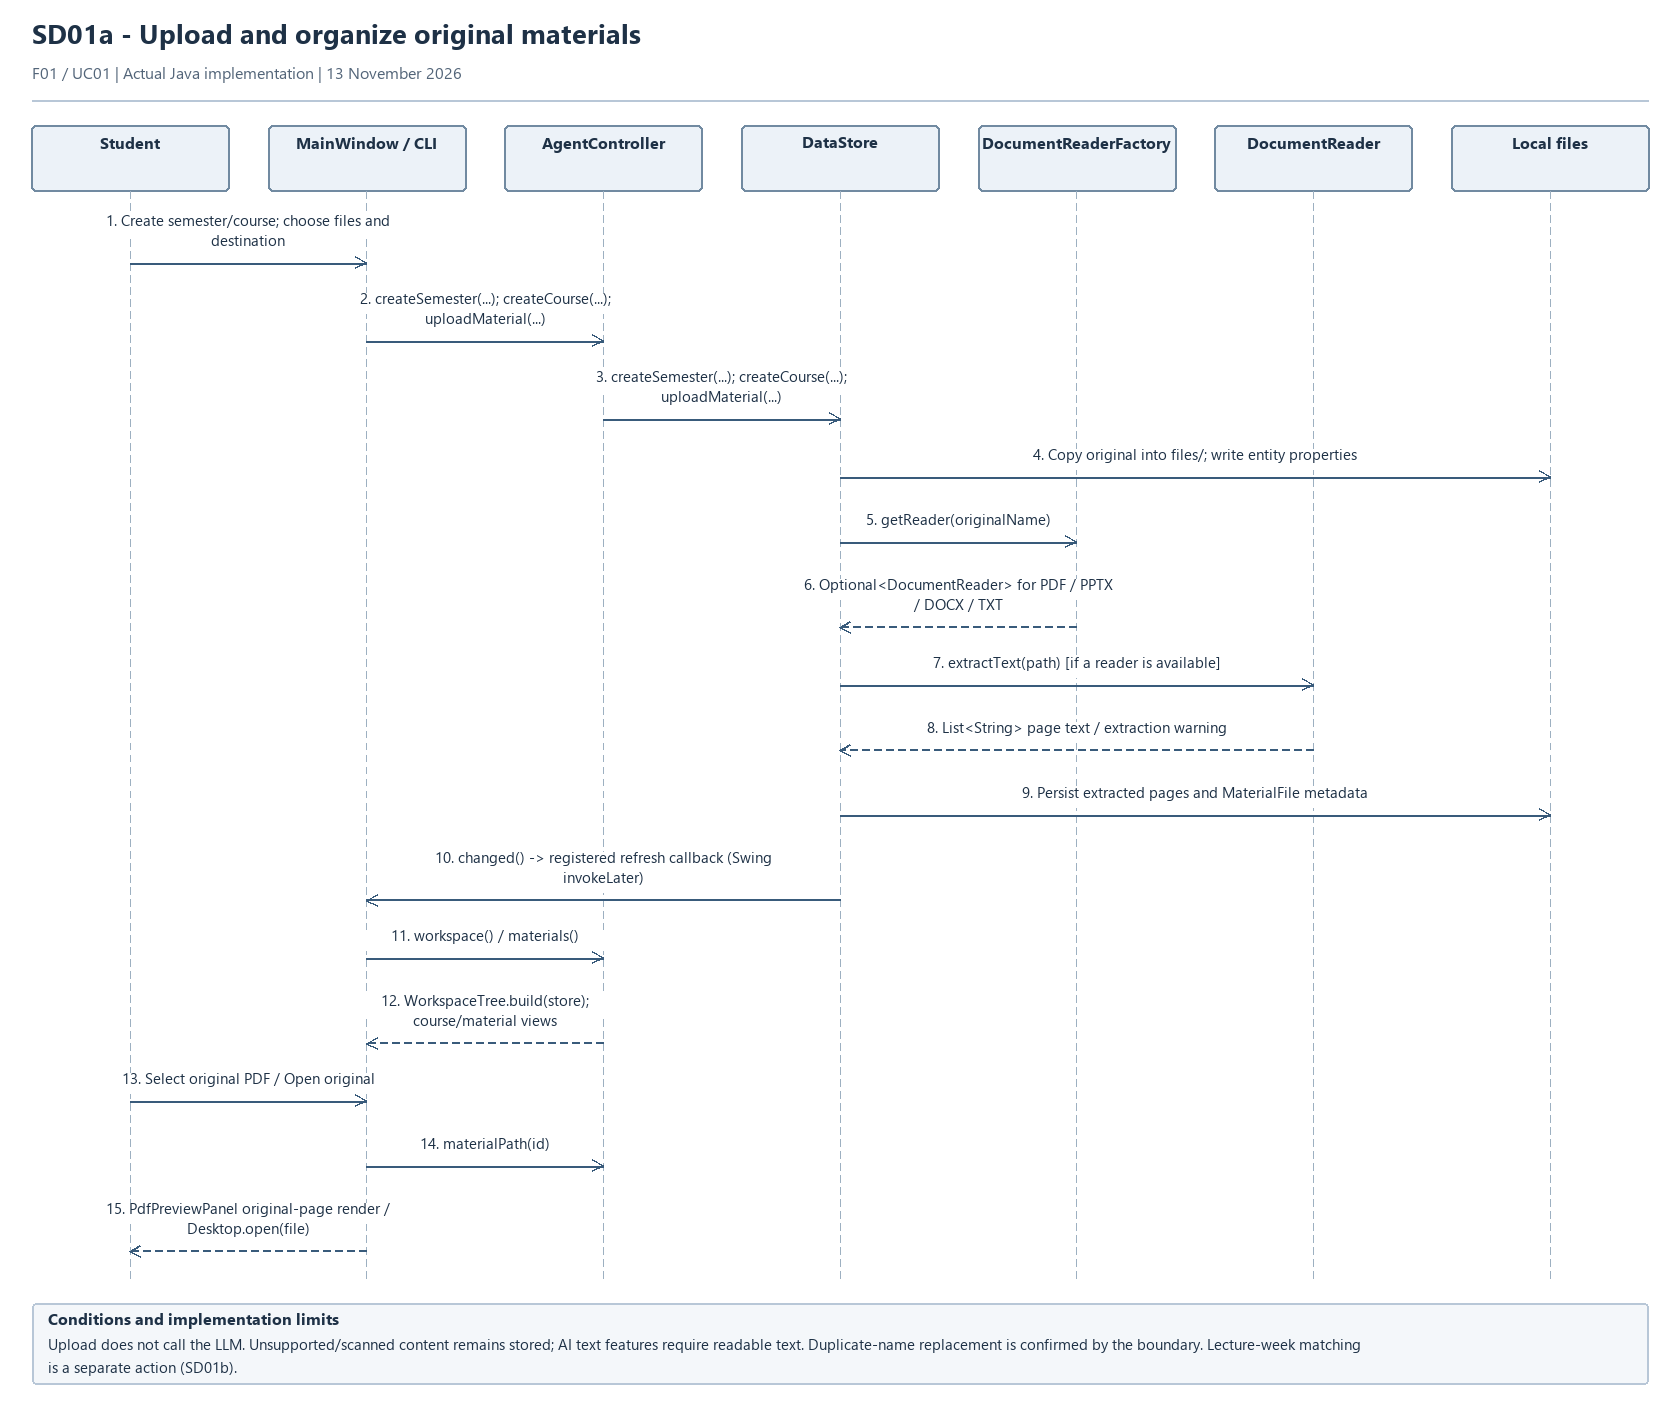 SD01a - Upload and organize original materials
F01 / UC01 | Actual Java implementation | 13 November 2026
Student
MainWindow / CLI
AgentController
DataStore
DocumentReaderFactory
DocumentReader
Local files
1. Create semester/course; choose files and
destination
2. createSemester(...); createCourse(...);
uploadMaterial(...)
3. createSemester(...); createCourse(...);
uploadMaterial(...)
4. Copy original into files/; write entity properties
5. getReader(originalName)
6. Optional<DocumentReader> for PDF / PPTX
/ DOCX / TXT
7. extractText(path) [if a reader is available]
8. List<String> page text / extraction warning
9. Persist extracted pages and MaterialFile metadata
10. changed() -> registered refresh callback (Swing
invokeLater)
11. workspace() / materials()
12. WorkspaceTree.build(store);
course/material views
13. Select original PDF / Open original
14. materialPath(id)
15. PdfPreviewPanel original-page render /
Desktop.open(file)
Conditions and implementation limits
Upload does not call the LLM. Unsupported/scanned content remains stored; AI text features require readable text. Duplicate-name replacement is confirmed by the boundary. Lecture-week matching
is a separate action (SD01b).